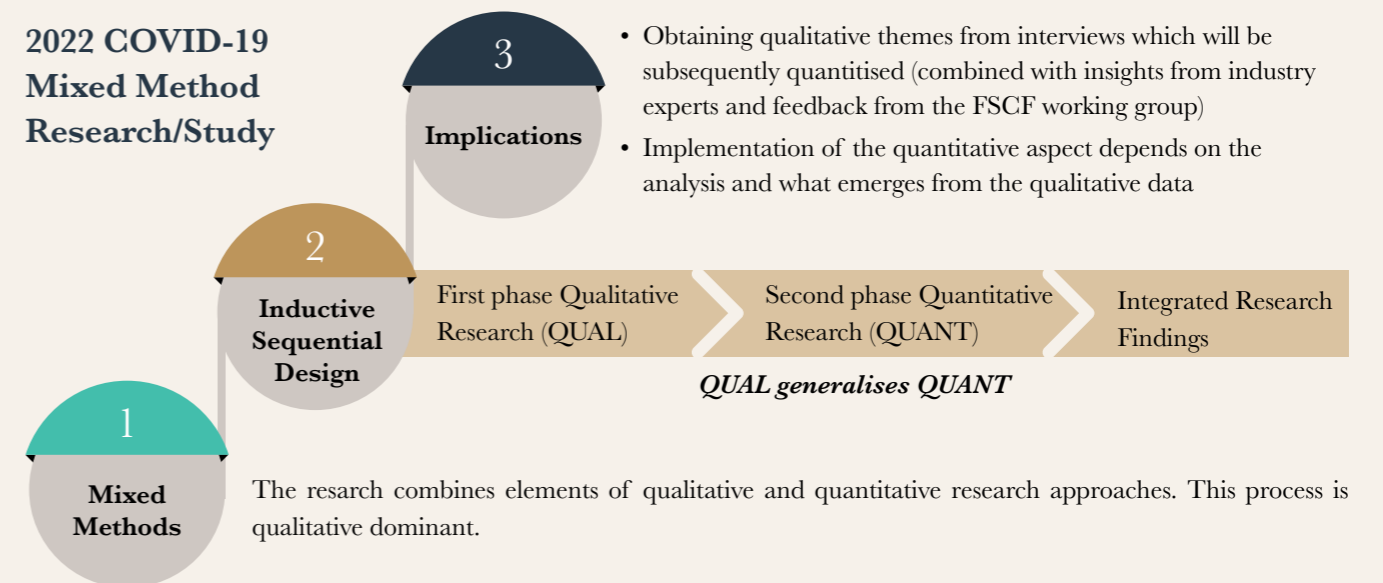 2022 COVID-19
Mixed Method
Research/Study
3
Implications
• Obtaining qualitative themes from interviews which will be
subsequently quantitised (combined with insights from industry
experts and feedback from the FSCF working group)
• Implementation of the quantitative aspect depends on the
analysis and what emerges from the qualitative data
2
Inductive
Sequential
Design
First phase Qualitative
Research (QUAL)
Second phase Quantitative
Research (QUANT)
Integrated Research
Findings
QUAL generalises QUANT
1
Mixed
Methods
The resarch combines elements of qualitative and quantitative research approaches. This process is
qualitative dominant.